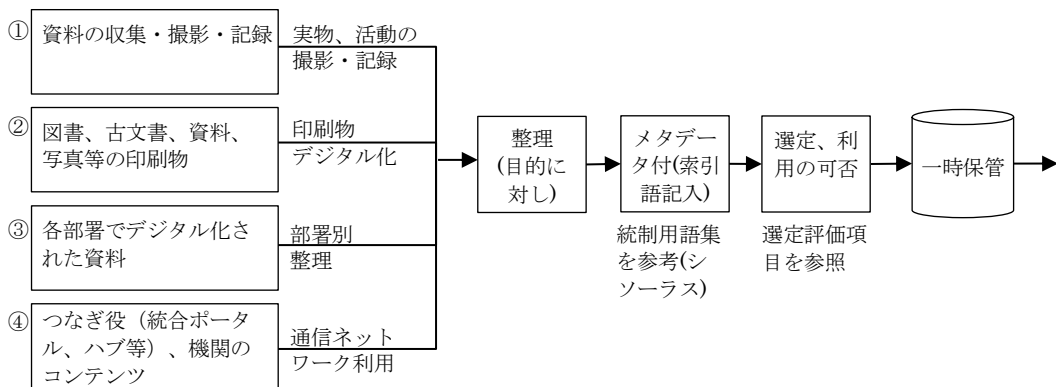 ①
資料の収集・撮影・記録
実物、活動の
撮影・記録
②
図書、古文書、資料、
写真等の印刷物
印刷物
デジタル化
③
各部署でデジタル化さ
れた資料
部署別
整理
④
つなぎ役（統合ポータ
ル、ハブ等）、機関の
コンテンツ
通信ネット
ワーク利用
整理
(目的に
対し)
メタデー
タ付(索引
語記入)
統制用語集
を参考(シ
ソーラス)
選定、利
用の可否
選定評価項
目を参照
一時保管